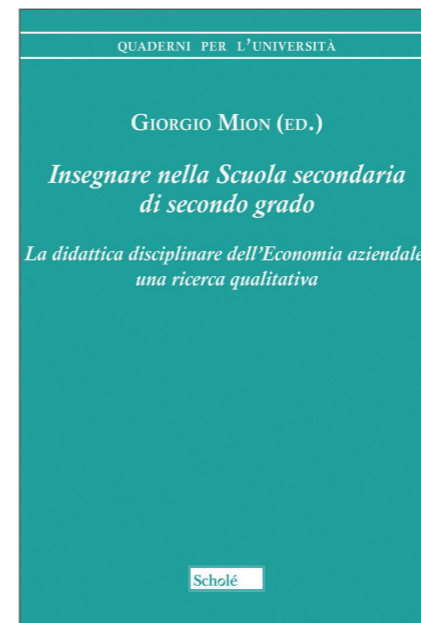 QUADERNI PER L'UNIVERSITÀ
GIORGIO MION (ED.)
Insegnare nella Scuola secondaria
di secondo grado
La didattica disciplinare dell'Economia aziendale
una ricerca qualitativa
Scholé